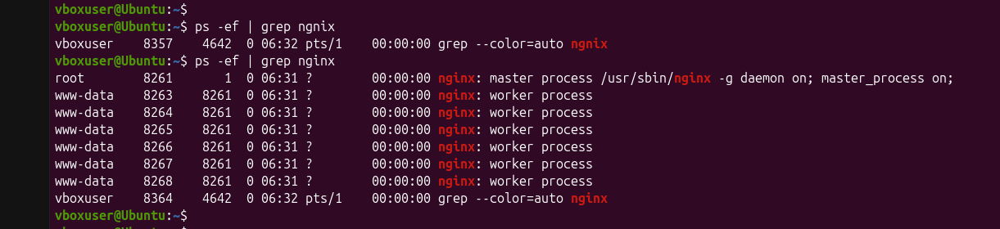 vboxuser@Ubuntu:~$
vboxuser@Ubuntu:~$ ps -ef | grep ngnix
vboxuser    8357    4642  0 06:32 pts/1    00:00:00 grep --color=auto ngnix
vboxuser@Ubuntu:~$ ps -ef | grep nginx
root        8261       1  0 06:31 ?        00:00:00 nginx: master process /usr/sbin/nginx -g daemon on; master_process on;
www-data    8263    8261  0 06:31 ?        00:00:00 nginx: worker process
www-data    8264    8261  0 06:31 ?        00:00:00 nginx: worker process
www-data    8265    8261  0 06:31 ?        00:00:00 nginx: worker process
www-data    8266    8261  0 06:31 ?        00:00:00 nginx: worker process
www-data    8267    8261  0 06:31 ?        00:00:00 nginx: worker process
www-data    8268    8261  0 06:31 ?        00:00:00 nginx: worker process
vboxuser    8364    4642  0 06:32 pts/1    00:00:00 grep --color=auto nginx
vboxuser@Ubuntu:~$